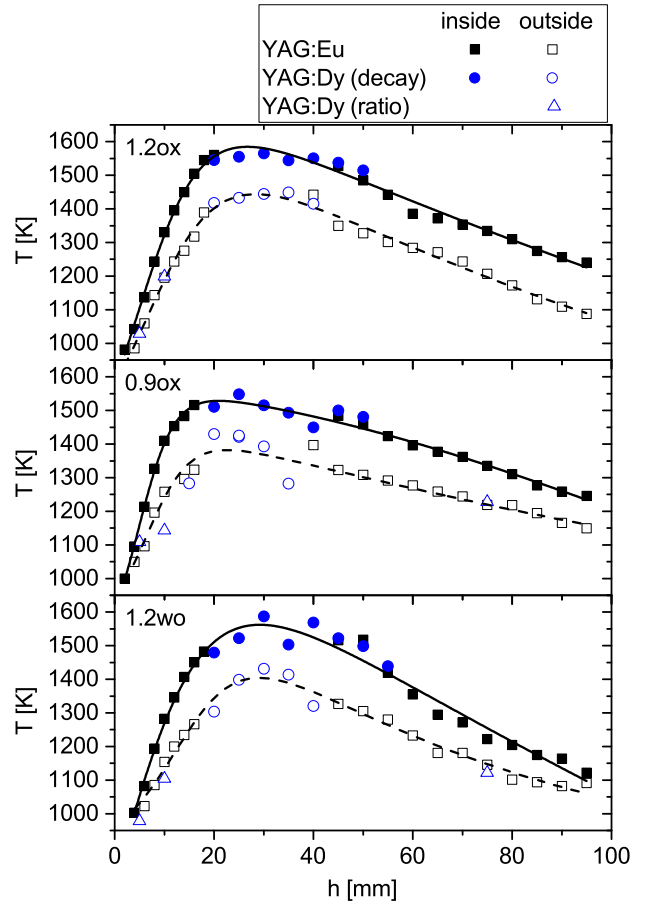 inside outside
YAG:Eu
YAG:Dy (decay)
YAG:Dy (ratio)
1.2ox
1600
1500
1400
1300
1200
1100
1000
T [K]
0.9ox
1600
1500
1400
1300
1200
1100
1000
T [K]
1.2wo
1600
1500
1400
1300
1200
1100
1000
T [K]
0 20 40 60 80 100
h [mm]